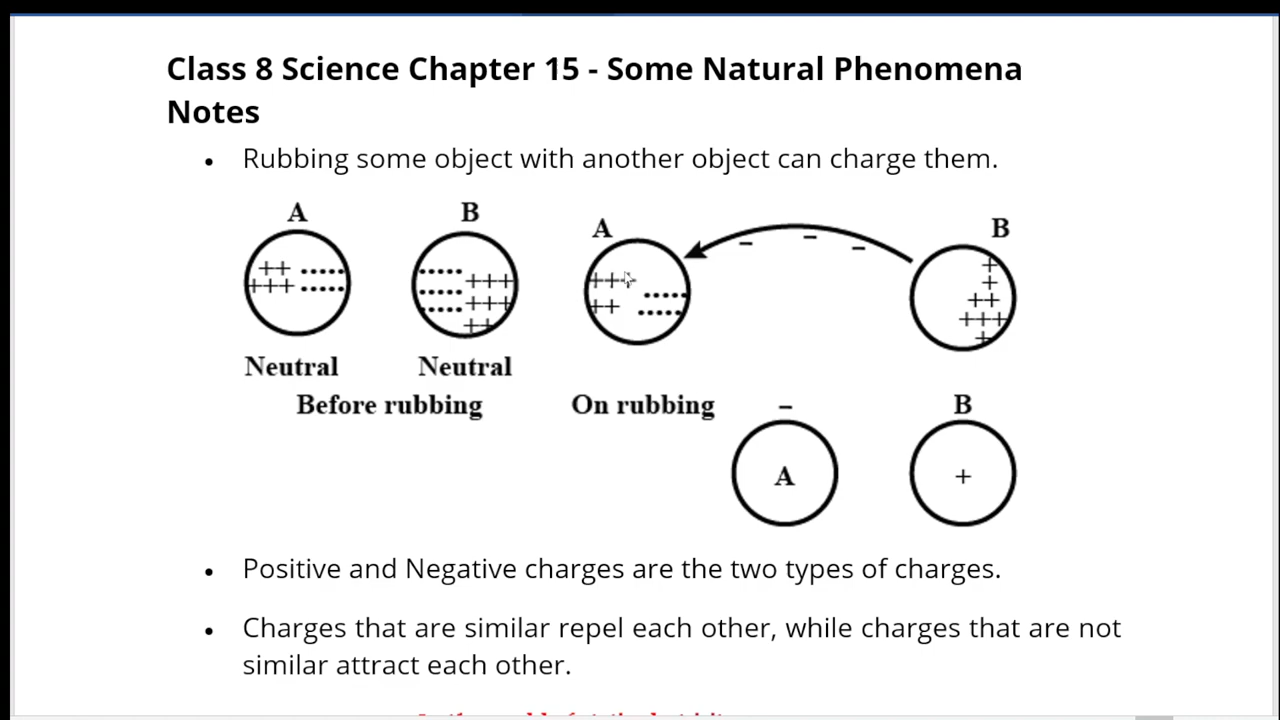 Class 8 Science Chapter 15 - Some Natural Phenomena
Notes
• Rubbing some object with another object can charge them.
A B A B
++ +++ +++ +++ ++ +++ ++ + + ++ +++ +
– – –
Neutral Neutral
Before rubbing On rubbing – B
A +
• Positive and Negative charges are the two types of charges.
• Charges that are similar repel each other, while charges that are not
similar attract each other.